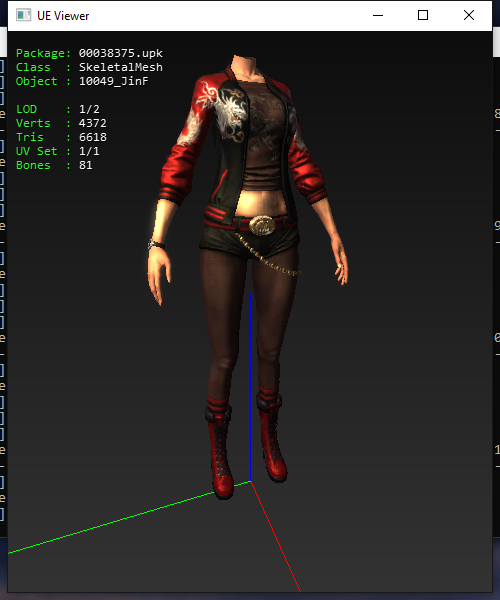 UE Viewer
Package: 00038375.upk
Class : SkeletalMesh
Object : 10049_JinF
LOD : 1/2
Verts : 4372
Tris : 6618
UV Set : 1/1
Bones : 81